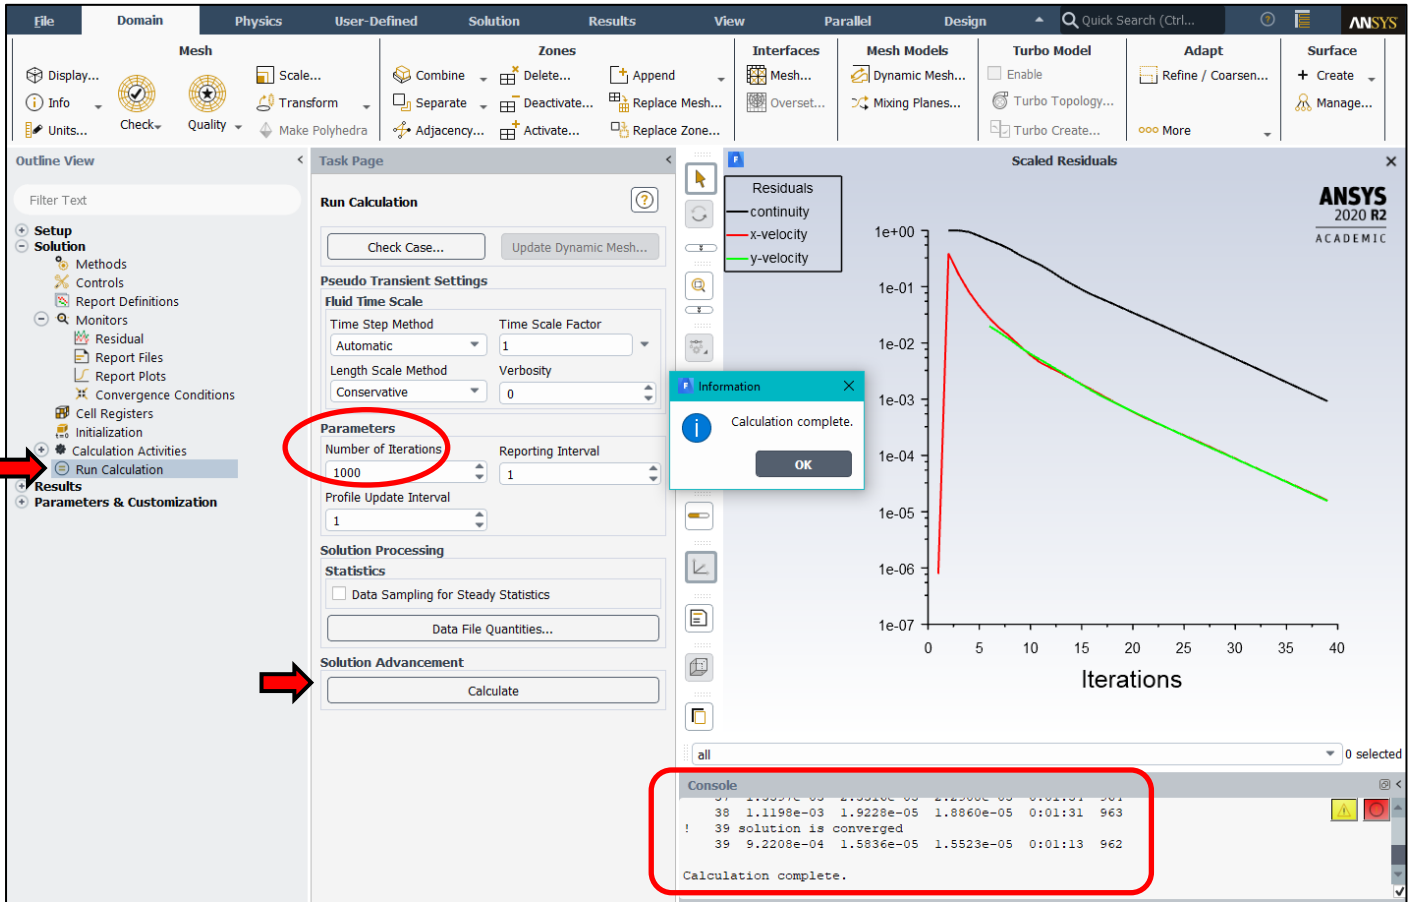 File Domain Physics User-Defined Solution Results View Parallel Design Quick Search (Ctrl... ANSYS
Mesh
Display...
Info
Units...
Check
Quality
Scale...
Transform
Make Polyhedra
Zones
Combine Delete... Append
Separate Deactivate... Replace Mesh...
Adjacency... Activate... Replace Zone...
Interfaces
Mesh...
Overset...
Mesh Models
Dynamic Mesh...
Mixing Planes...
Turbo Model
Enable
Turbo Topology...
Turbo Create...
Adapt
Refine / Coarsen...
More
Surface
Create
Manage...
Outline View
Filter Text
Setup
Solution
Methods
Controls
Report Definitions
Monitors
Residual
Report Files
Report Plots
Convergence Conditions
Cell Registers
Initialization
Calculation Activities
Run Calculation
Results
Parameters & Customization
Task Page
Run Calculation
Check Case... Update Dynamic Mesh...
Pseudo Transient Settings
Fluid Time Scale
Time Step Method Time Scale Factor
Automatic 1
Length Scale Method Verbosity
Conservative 0
Parameters
Number of Iterations Reporting Interval
1000 1
Profile Update Interval
1
Solution Processing
Statistics
Data Sampling for Steady Statistics
Data File Quantities...
Solution Advancement
Calculate
Information
Calculation complete.
OK
Scaled Residuals
Residuals
continuity
x-velocity
y-velocity
ANSYS
2020 R2
ACADEMIC
1e+00
1e-01
1e-02
1e-03
1e-04
1e-05
1e-06
1e-07
0 5 10 15 20 25 30 35 40
Iterations
all 0 selected
Console
38 1.1198e-03 1.9228e-05 1.8860e-05 0:01:31 963
! 39 solution is converged
39 9.2208e-04 1.5836e-05 1.5523e-05 0:01:13 962
Calculation complete.